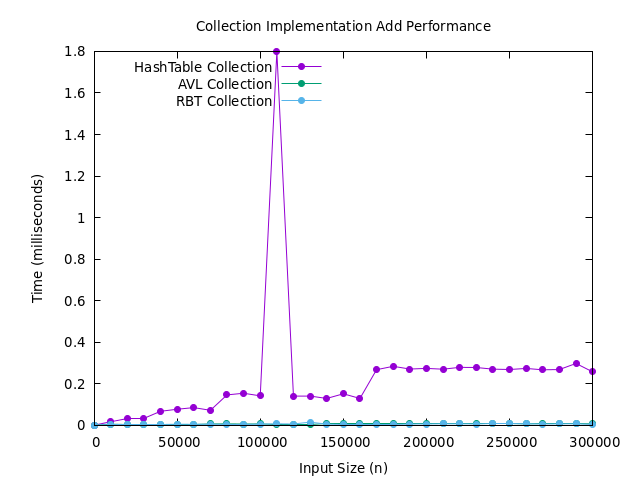 Collection Implementation Add Performance
1.8
1.6
1.4
1.2
1
0.8
0.6
0.4
0.2
0
Time (milliseconds)
HashTable Collection
AVL Collection
RBT Collection
0 50000 100000 150000 200000 250000 300000
Input Size (n)